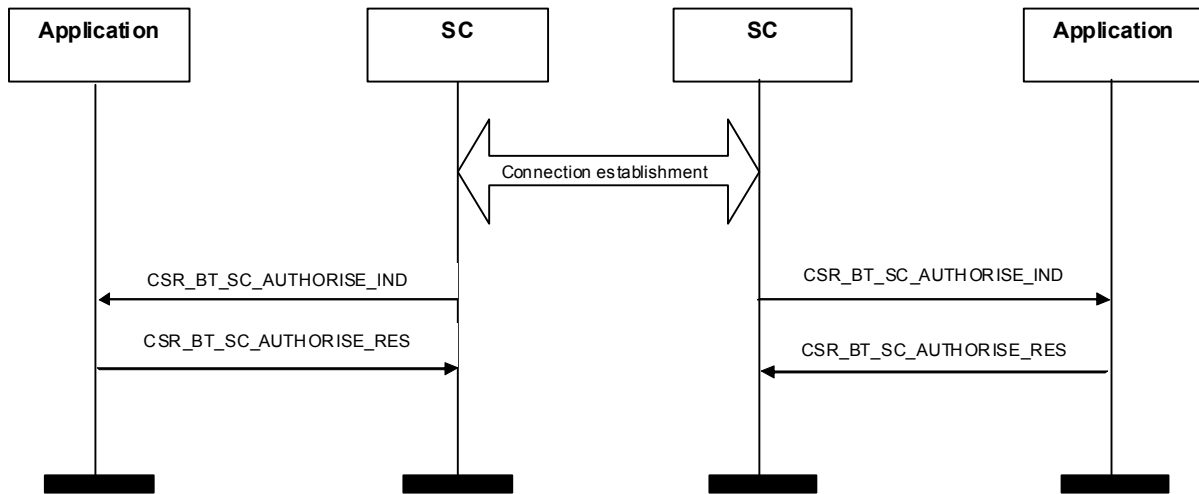 Application
SC
SC
Application
Connection establishment
CSR_BT_SC_AUTHORISE_IND
CSR_BT_SC_AUTHORISE_IND
CSR_BT_SC_AUTHORISE_RES
CSR_BT_SC_AUTHORISE_RES